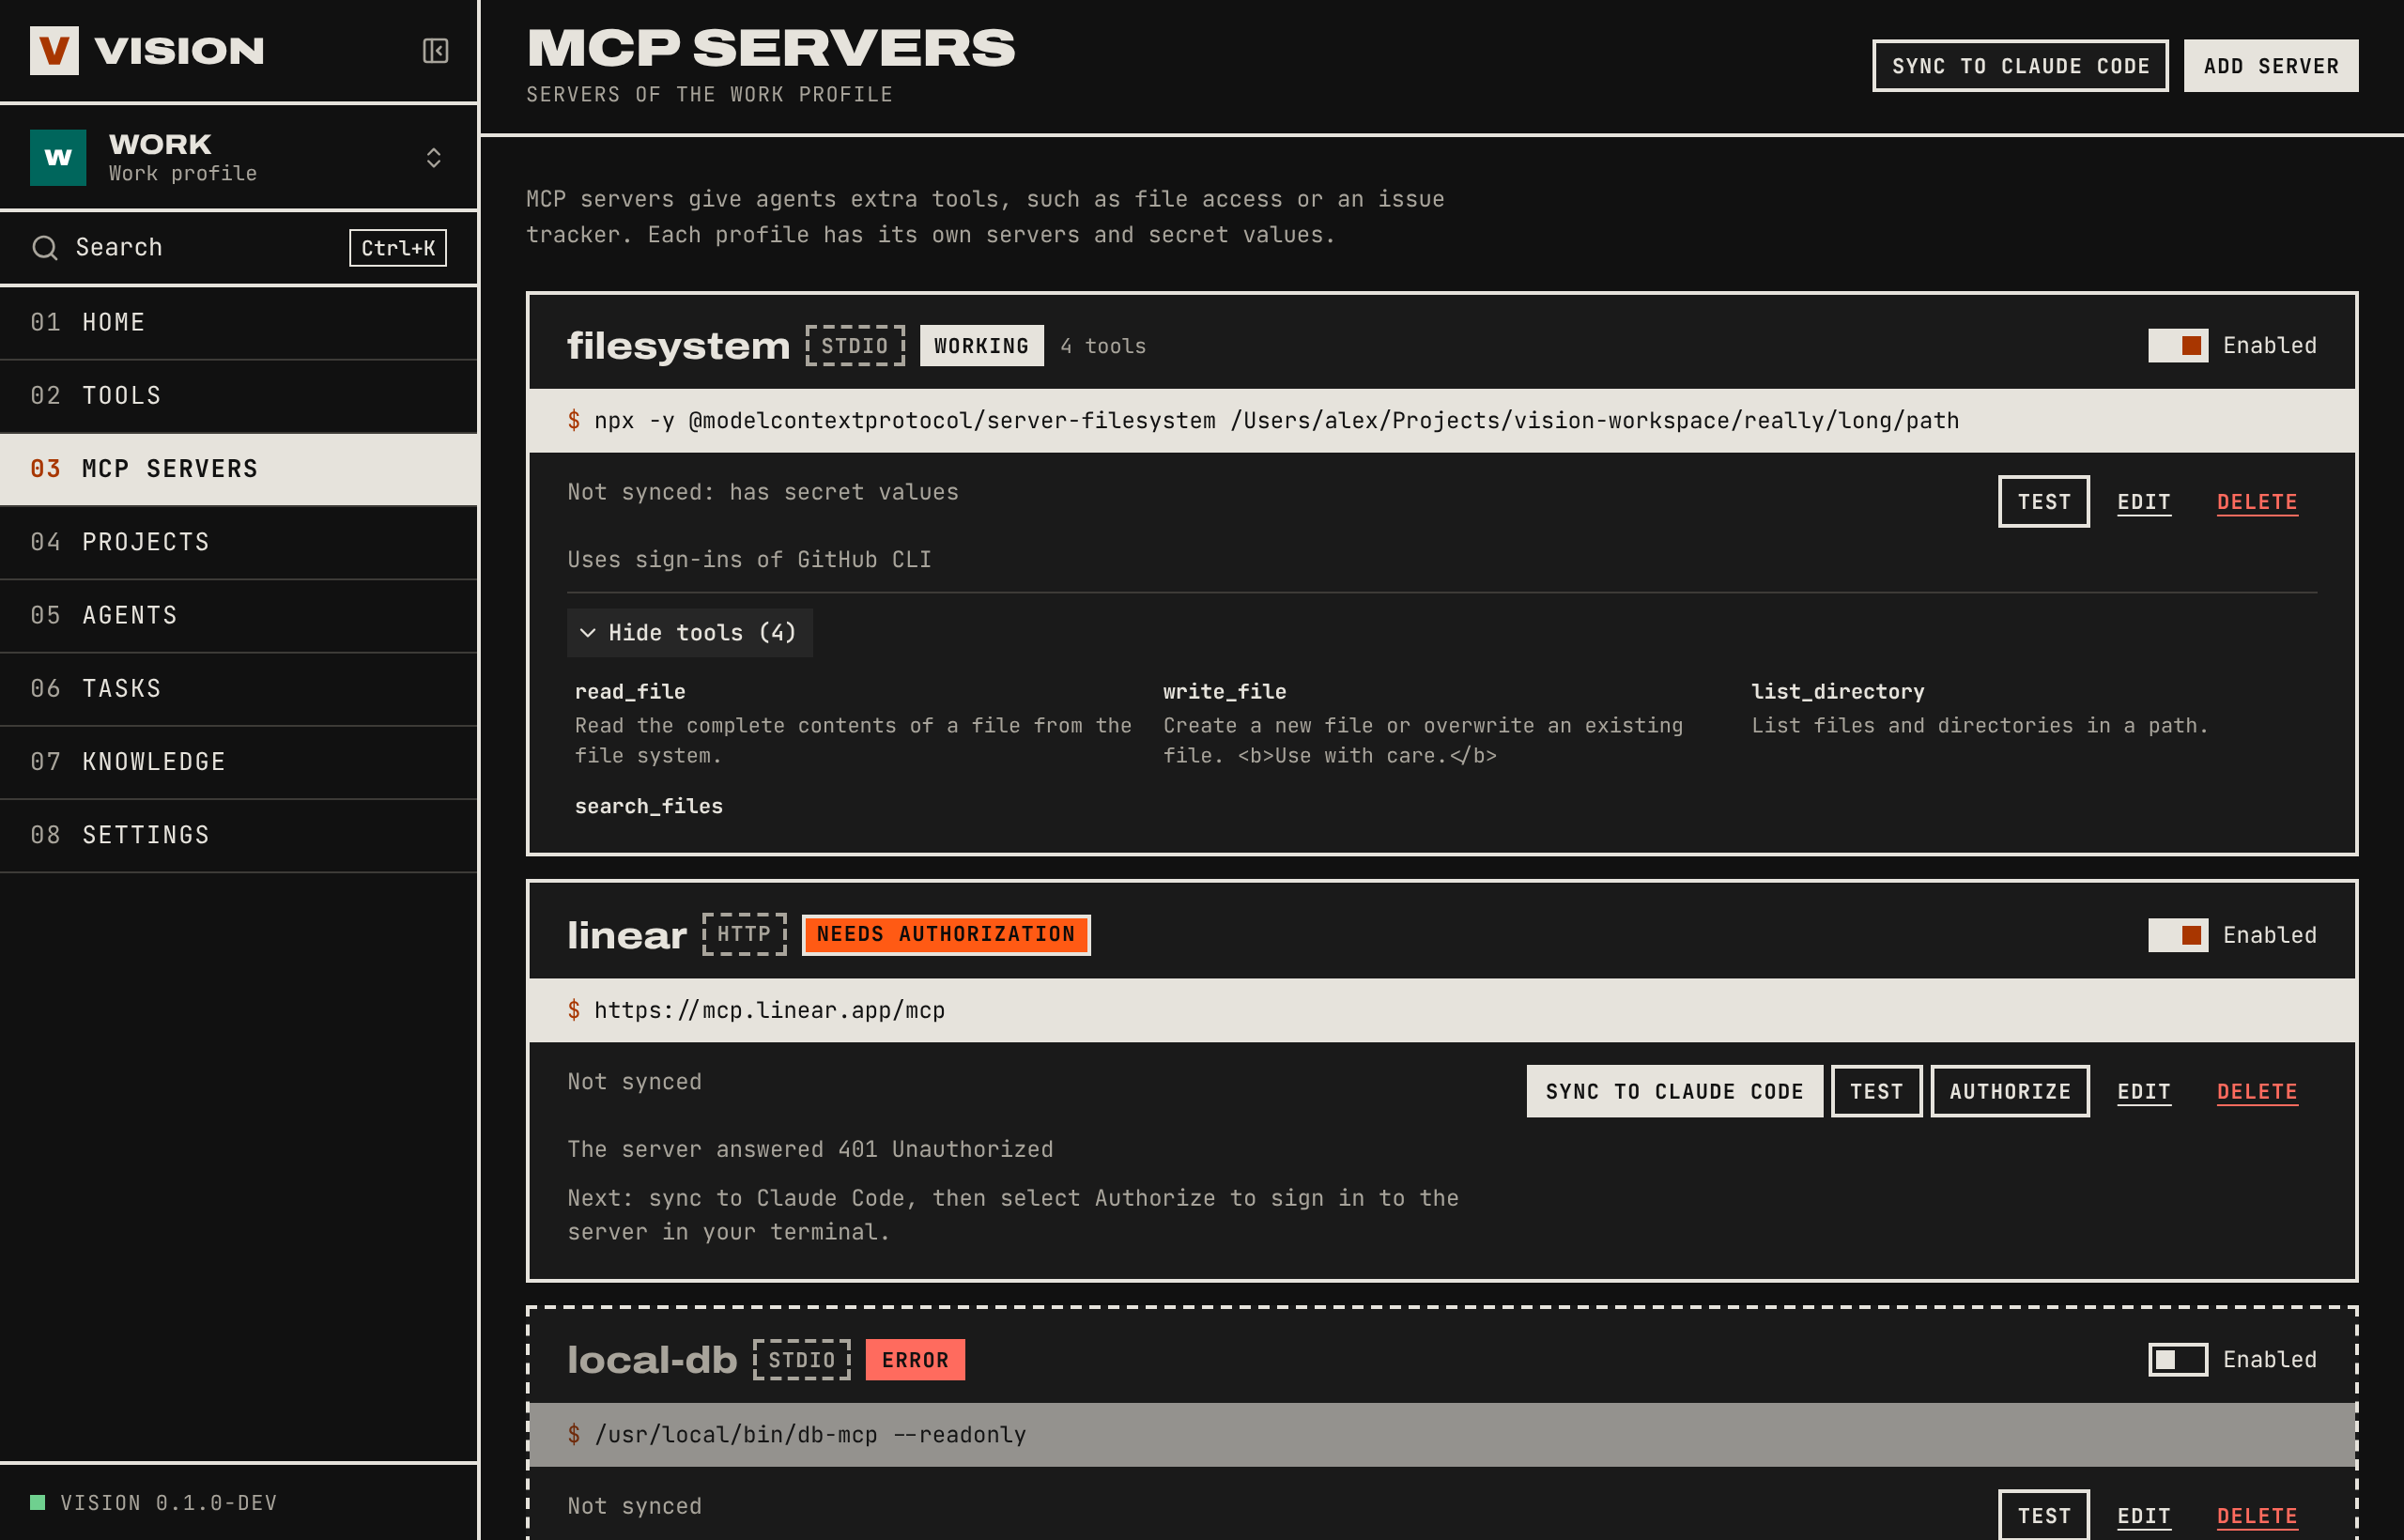 V VISION
W WORK
Work profile
Search Ctrl+K
01 HOME
02 TOOLS
03 MCP SERVERS
04 PROJECTS
05 AGENTS
06 TASKS
07 KNOWLEDGE
08 SETTINGS
VISION 0.1.0-DEV
MCP SERVERS
SERVERS OF THE WORK PROFILE
SYNC TO CLAUDE CODE ADD SERVER
MCP servers give agents extra tools, such as file access or an issue
tracker. Each profile has its own servers and secret values.
filesystem STDIO WORKING 4 tools Enabled
$ npx -y @modelcontextprotocol/server-filesystem /Users/alex/Projects/vision-workspace/really/long/path
Not synced: has secret values TEST EDIT DELETE
Uses sign-ins of GitHub CLI
Hide tools (4)
read_file
Read the complete contents of a file from the
file system.
write_file
Create a new file or overwrite an existing
file. <b>Use with care.</b>
list_directory
List files and directories in a path.
search_files
linear HTTP NEEDS AUTHORIZATION Enabled
$ https://mcp.linear.app/mcp
Not synced SYNC TO CLAUDE CODE TEST AUTHORIZE EDIT DELETE
The server answered 401 Unauthorized
Next: sync to Claude Code, then select Authorize to sign in to the
server in your terminal.
local-db STDIO ERROR Enabled
$ /usr/local/bin/db-mcp --readonly
Not synced TEST EDIT DELETE